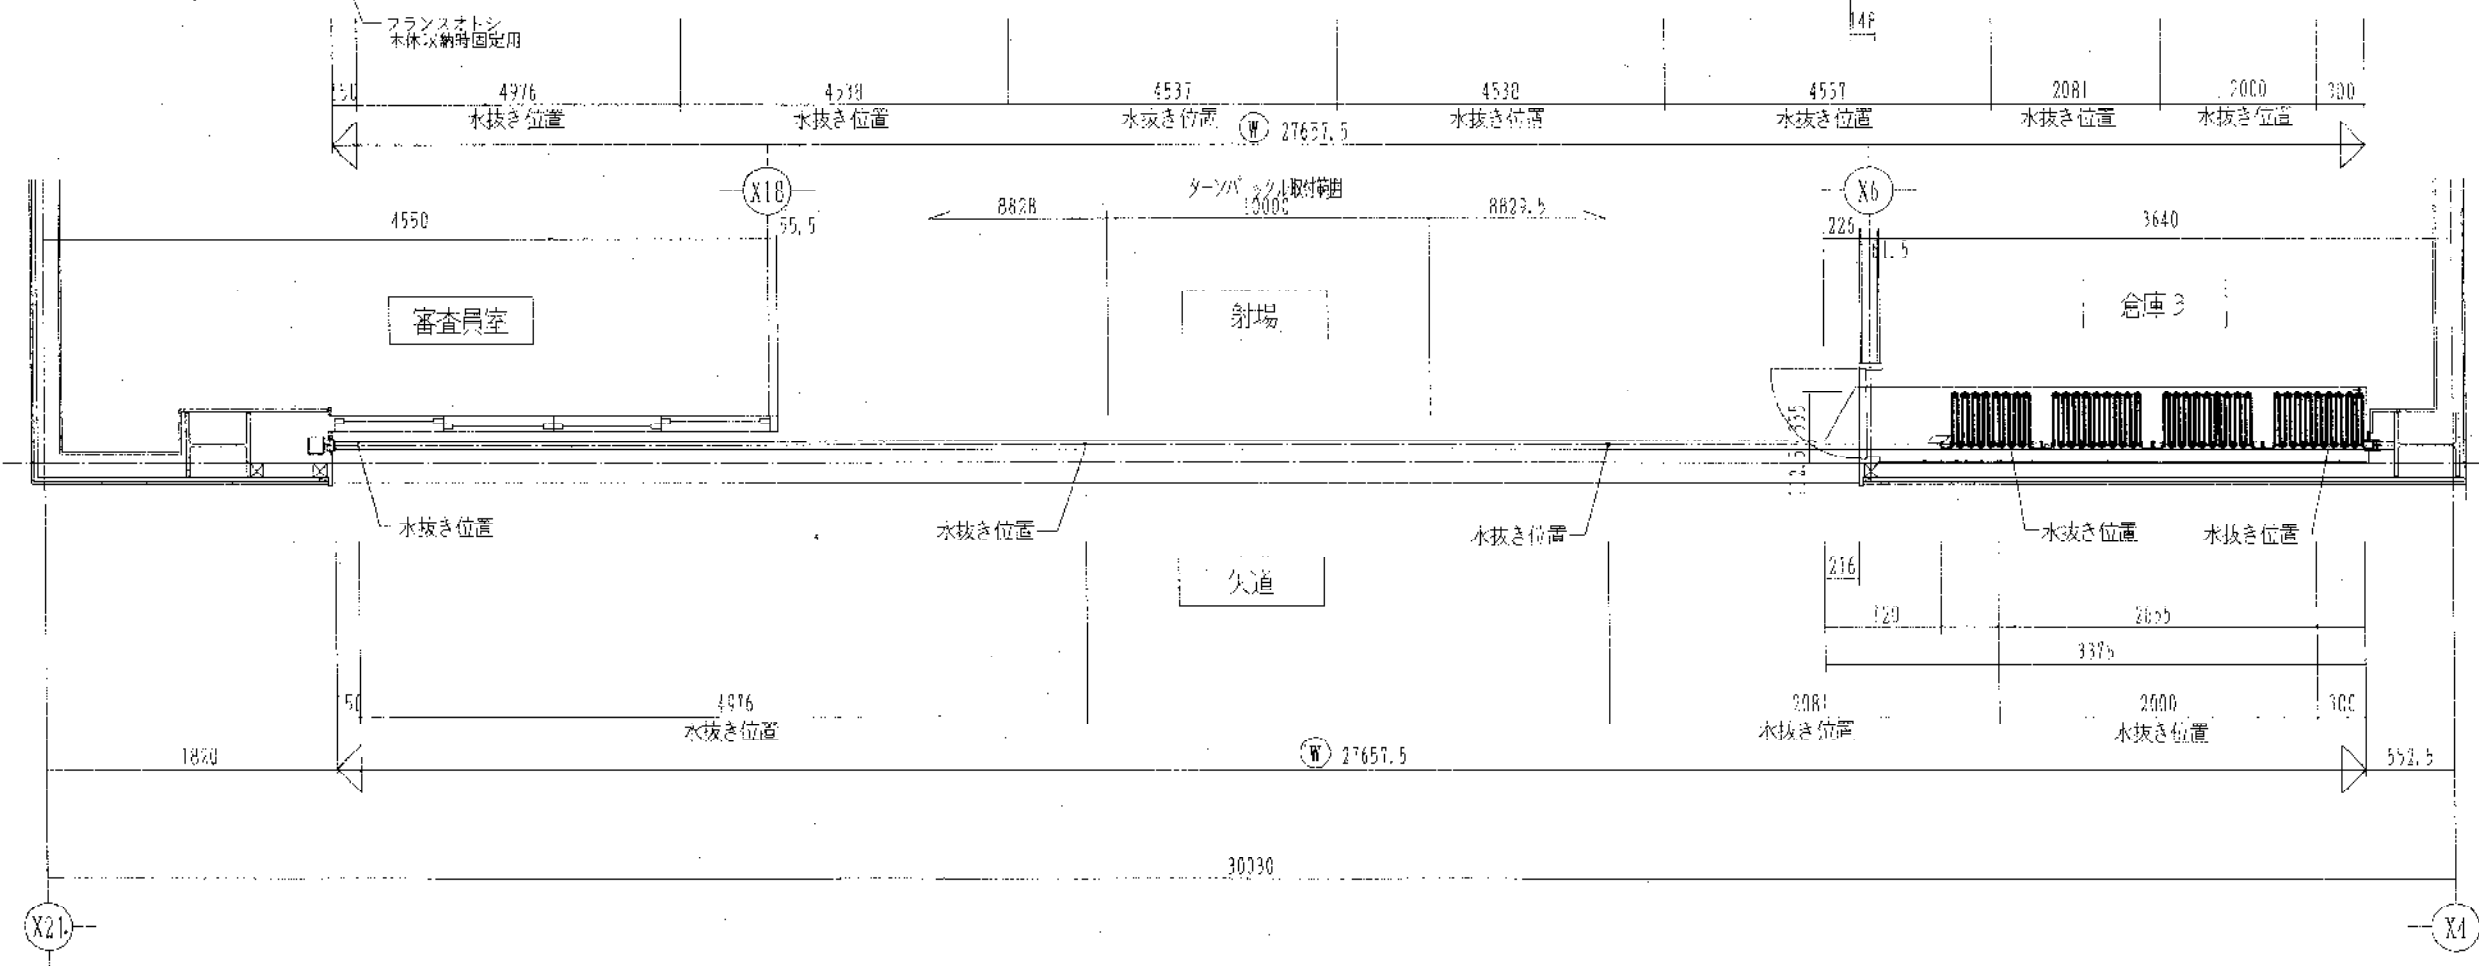 フランスオトシ
本体収納時固定用
4976
水抜き位置
4538
水抜き位置
4537
水抜き位置
4538
水抜き位置
4557
水抜き位置
2081
水抜き位置
2000
水抜き位置
300
W 27657.5
X18
X6
ターンバックル取付範囲
8828
10000
8829.5
4550
55.5
226
3640
審査員室
射場
倉庫3
水抜き位置
水抜き位置
水抜き位置
水抜き位置
水抜き位置
矢道
216
720
2655
3375
4976
水抜き位置
2081
水抜き位置
2000
水抜き位置
300
1820
W 27657.5
552.5
30030
X21
X1